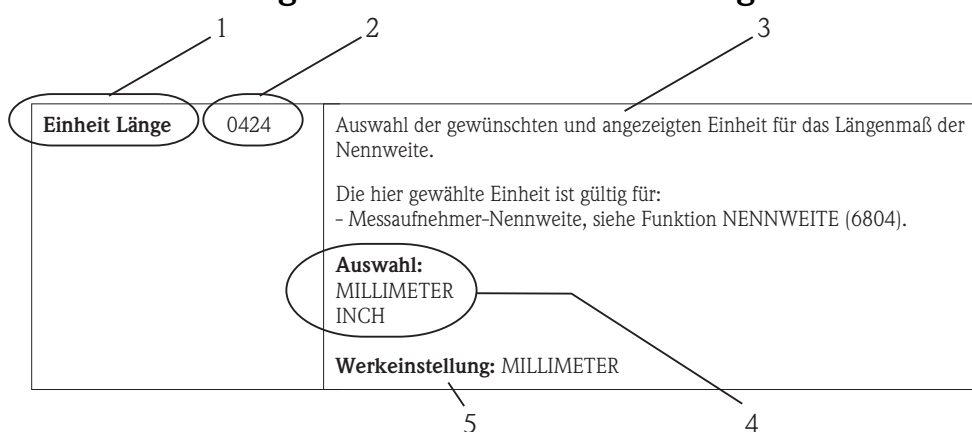 1 2 3
Einheit Länge 0424 Auswahl der gewünschten und angezeigten Einheit für das Längenmaß der
Nennweite.
Die hier gewählte Einheit ist gültig für:
- Messaufnehmer-Nennweite, siehe Funktion NENNWEITE (6804).
Auswahl:
MILLIMETER
INCH
Werkeinstellung: MILLIMETER
5 4